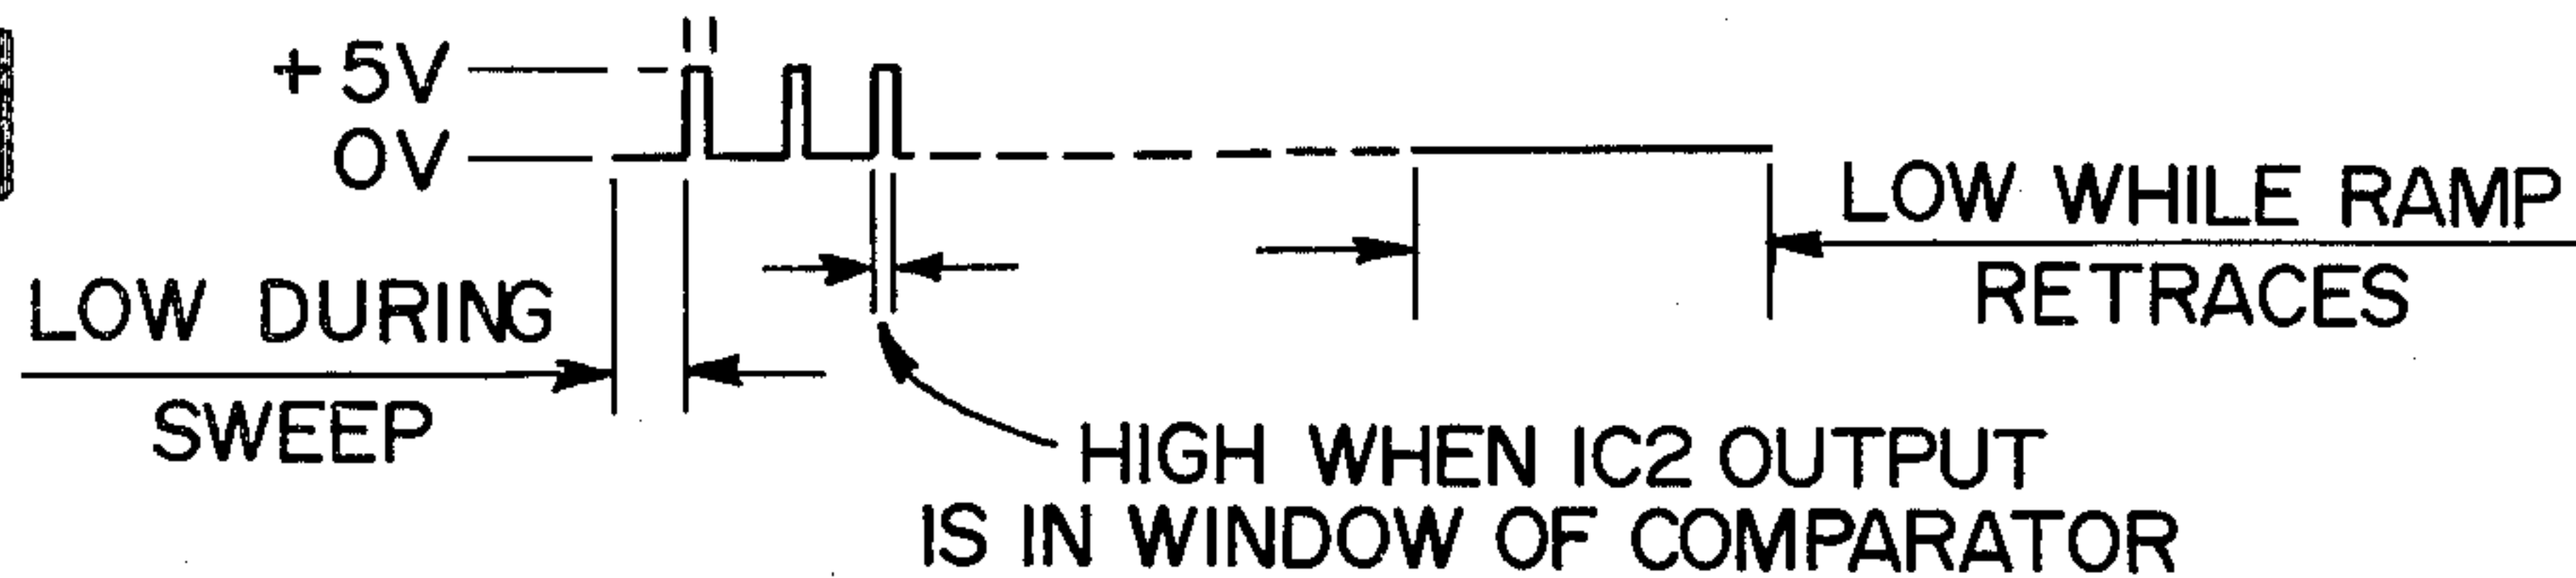 +5V
0V
LOW DURING
SWEEP
HIGH WHEN IC2 OUTPUT
IS IN WINDOW OF COMPARATOR
LOW WHILE RAMP
RETRACES